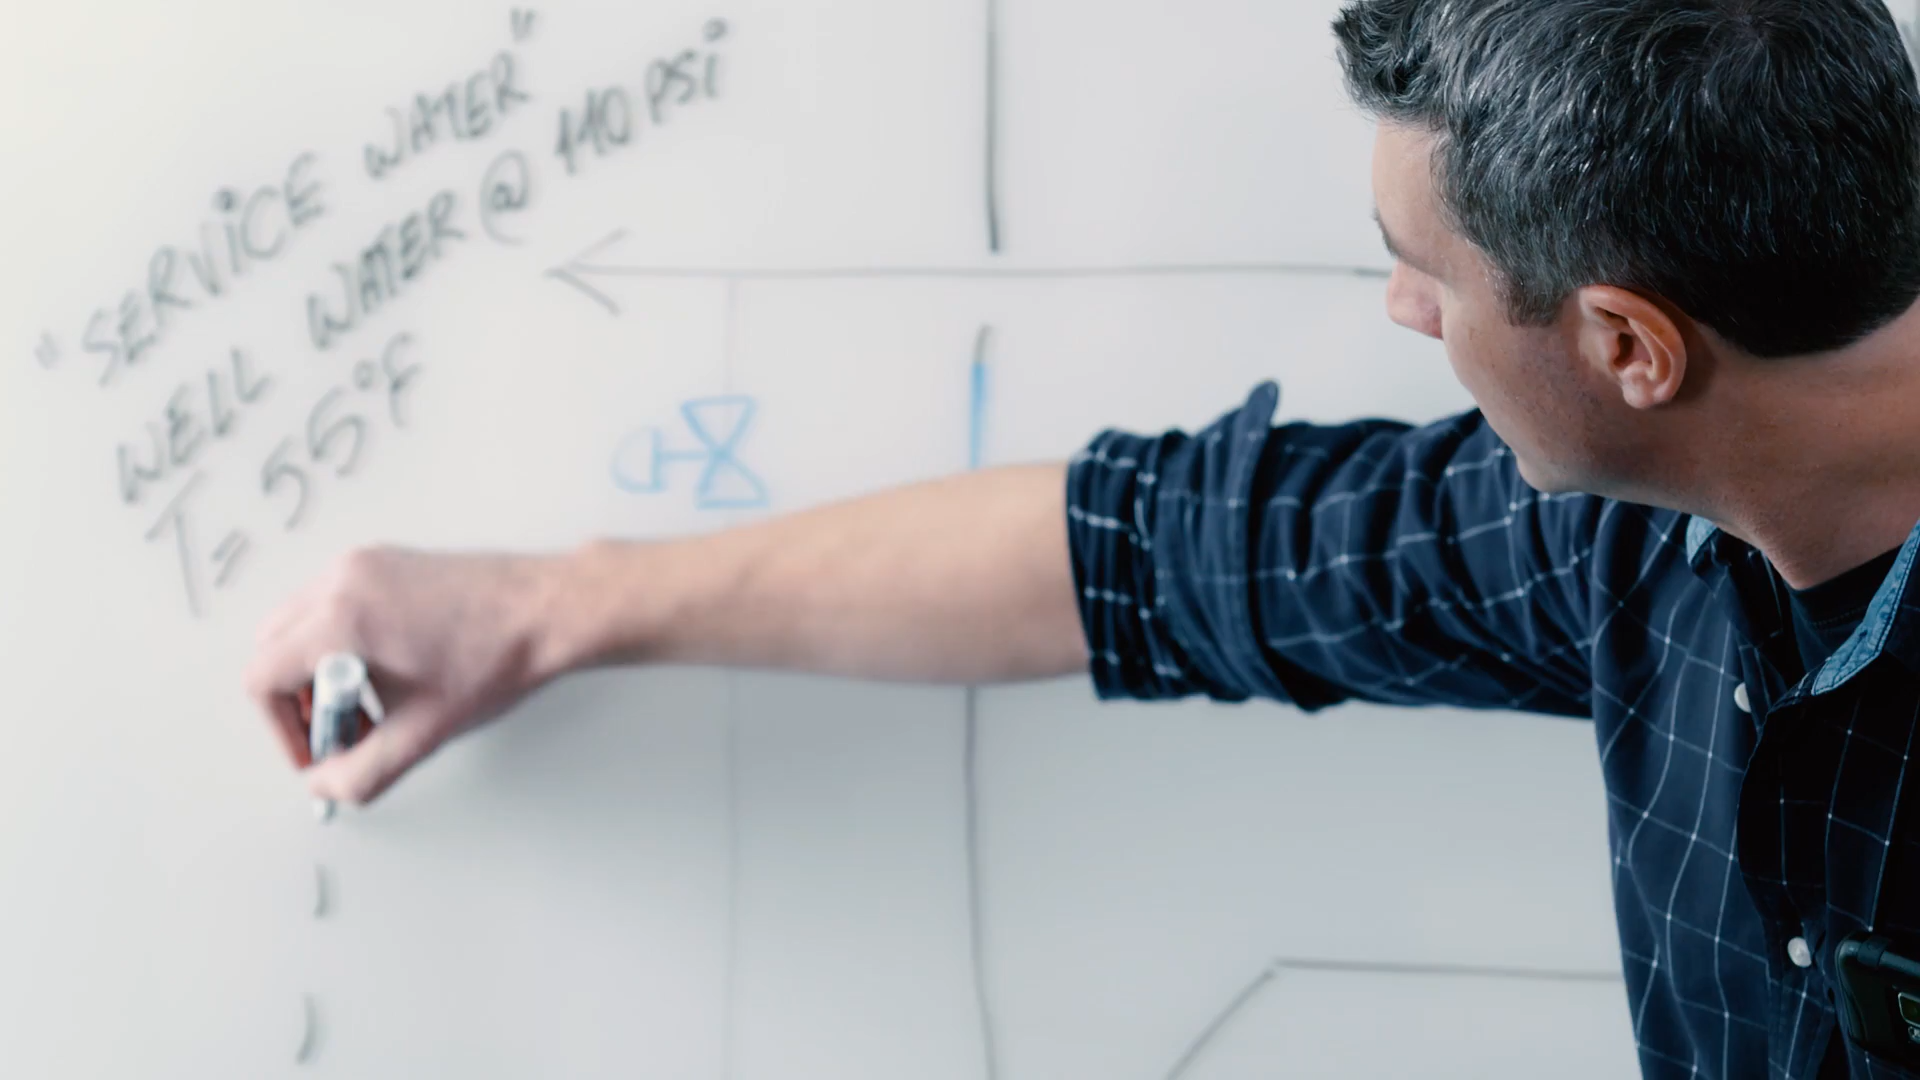 "SERVICE WATER"
WELL WATER @ 110 PSI
T= 55°F